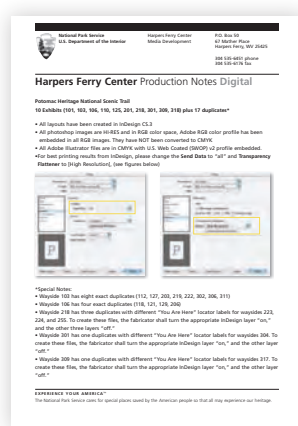 National Park Service
U.S. Department of the Interior
Harpers Ferry Center
Media Development
P.O. Box 50
67 Mather Place
Harpers Ferry, WV 25425
304 535-6051 phone
304 535-6176 fax
Harpers Ferry Center Production Notes Digital
Potomac Heritage National Scenic Trail
10 Exhibits (101, 103, 106, 110, 125, 201, 218, 301, 309, 318) plus 17 duplicates*
• All layouts have been created in InDesign CS.3
• All photoshop images are HI-RES and in RGB color space, Adobe RGB color profile has been
embedded in all RGB images. They have NOT been converted to CMYK
• All Adobe Illustrator files are in CMYK with U.S. Web Coated (SWOP) v2 profile embedded.
•For best printing results from InDesign, please change the Send Data to "all" and Transparency
Flattener to [High Resolution], (see figures below)
P
P
*Special Notes:
• Wayside 103 has eight exact duplicates (112, 127, 203, 219, 222, 302, 306, 311)
• Wayside 106 has four exact duplicates (118, 121, 129, 206)
• Wayside 218 has three duplicates with different "You Are Here" locator labels for waysides 223,
224, and 255. To create these files, the fabricator shall turn the appropriate InDesign layer "on,"
and the other three layers "off."
• Wayside 301 has one duplicates with different "You Are Here" locator labels for waysides 304. To
create these files, the fabricator shall turn the appropriate InDesign layer "on," and the other layer
"off."
• Wayside 309 has one duplicates with different "You Are Here" locator labels for waysides 317. To
create these files, the fabricator shall turn the appropriate InDesign layer "on," and the other layer
"off."
EXPERIENCE YOUR AMERICA™
The National Park Service cares for special places saved by the American people so that all may experience our heritage.